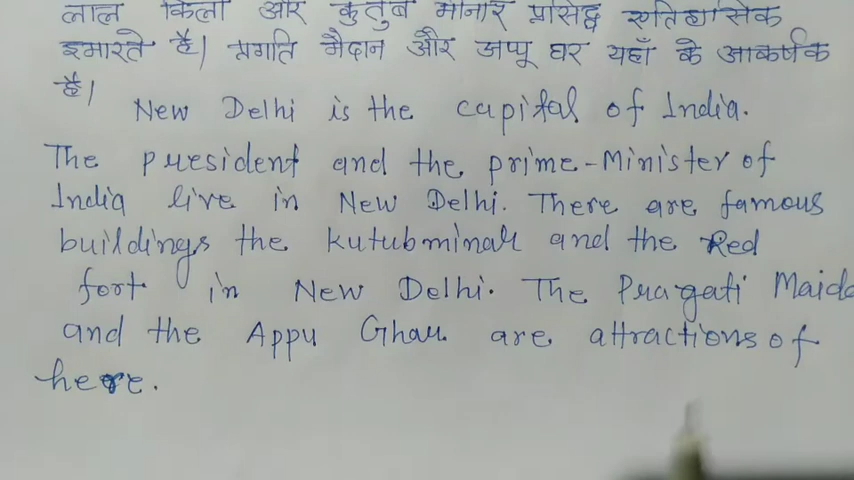 लाल किला और कुतुब मीनार प्रसिद्ध ऐतिहासिक
इमारते है। प्रगति मैदान और अप्पू घर यहाँ के आकर्षक
है।
New Delhi is the capital of India.
The president and the prime-Minister of
India live in New Delhi. There are famous
buildings the kutubminar and the Red
fort in New Delhi. The Pragati Maida
and the Appu Ghar are attractions of
here.